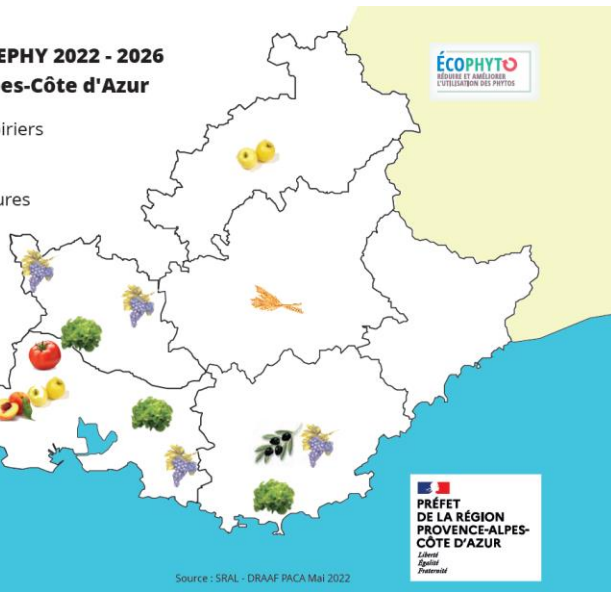 EPHY 2022 - 2026
es-Côte d'Azur
iriers
ures
ÉCOPHYTO
RÉDUIRE ET AMÉLIORER
L'UTILISATION DES PHYTOS
PRÉFET
DE LA RÉGION
PROVENCE-ALPES-
CÔTE D'AZUR
Liberté
Égalité
Fraternité
Source : SRAL - DRAAF PACA Mai 2022